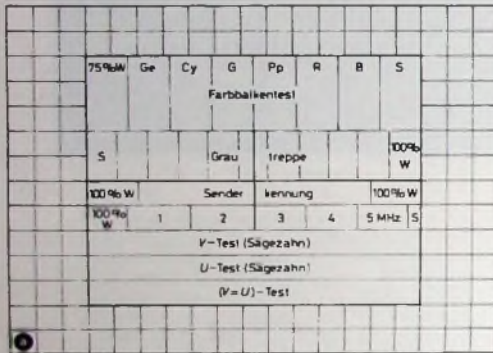 75%W Ge Cy G Pp R B S
Farbbalkentest
S Grau treppe 100% W
100% W Sender kennung 100% W
100% W 1 2 3 4 5 MHz S
V-Test (Sägezahn)
U-Test (Sägezahn)
(V=U)-Test